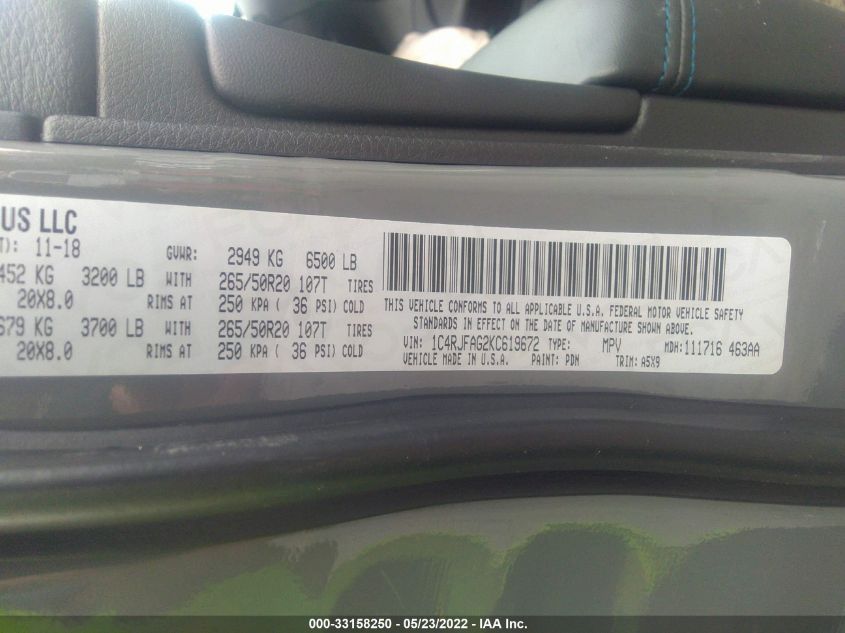 US LLC
T): 11-18 GVWR: 2949 KG 6500 LB
452 KG 3200 LB WITH 265/50R20 107T TIRES
20X8.0 RIMS AT 250 KPA ( 36 PSI) COLD
679 KG 3700 LB WITH 265/50R20 107T TIRES
20X8.0 RIMS AT 250 KPA ( 36 PSI) COLD
THIS VEHICLE CONFORMS TO ALL APPLICABLE U.S.A. FEDERAL MOTOR VEHICLE SAFETY
STANDARDS IN EFFECT ON THE DATE OF MANUFACTURE SHOWN ABOVE.
VIN: 1C4RJFAG2KC619672 TYPE: MPV MDH: 111716 463AA
VEHICLE MADE IN U.S.A. PAINT: PDN TRIM: A5X9
000-33158250 - 05/23/2022 - IAA Inc.